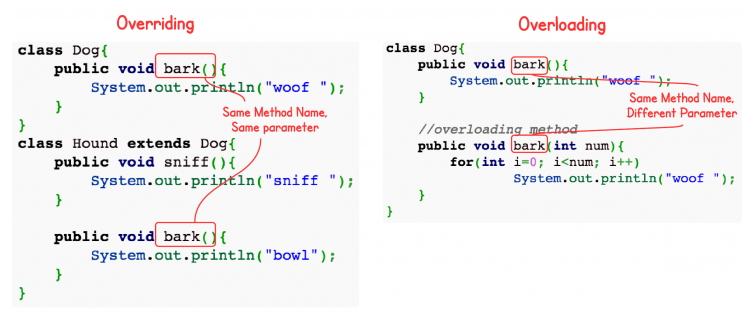 Overriding
class Dog{
public void bark(){
System.out.println("woof ");
}
}
class Hound extends Dog{
public void sniff(){
System.out.println("sniff ");
}
public void bark(){
System.out.println("bowl");
}
}
Same Method Name,
Same parameter
Overloading
class Dog{
public void bark(){
System.out.println("woof ");
}
//overloading method
public void bark(int num){
for(int i=0; i<num; i++)
System.out.println("woof ");
}
}
Same Method Name,
Different Parameter